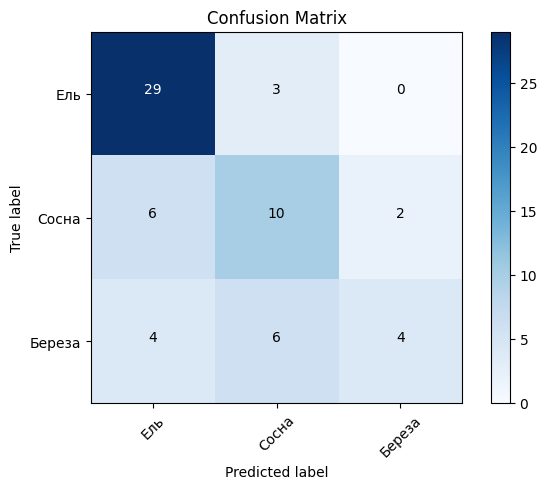 Confusion Matrix
True label
Ель
29
3
0
Сосна
6
10
2
Береза
4
6
4
Ель
Сосна
Береза
Predicted label
25
20
15
10
5
0